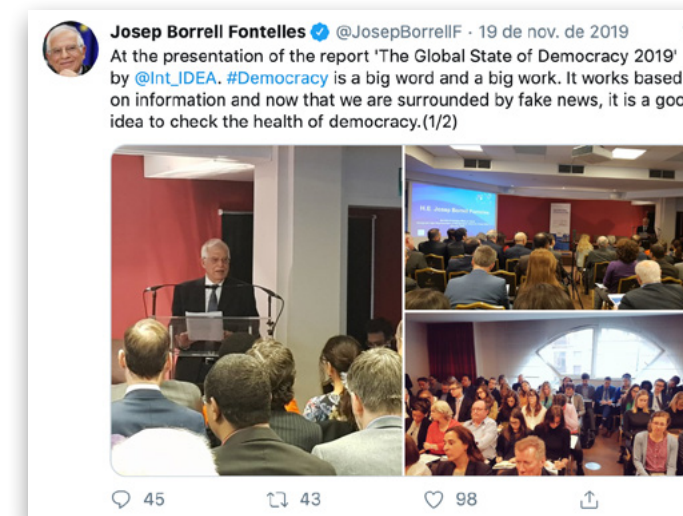 Josep Borrell Fontelles @JosepBorrellF · 19 de nov. de 2019
At the presentation of the report 'The Global State of Democracy 2019'
by @Int_IDEA. #Democracy is a big word and a big work. It works based
on information and now that we are surrounded by fake news, it is a goo
idea to check the health of democracy.(1/2)
H.E. Josep Borrell Fontelles
45 43 98